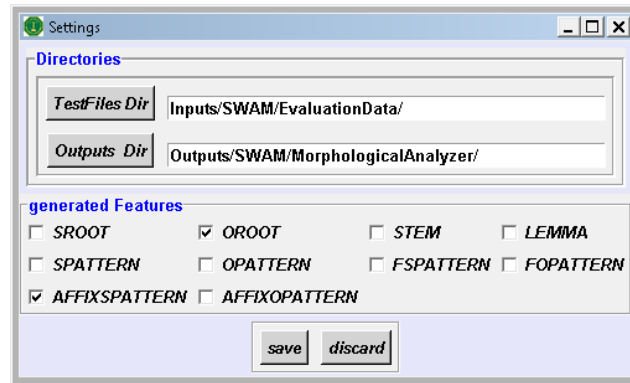 Settings
Directories
TestFiles Dir Inputs/SWAM/EvaluationData/
Outputs Dir Outputs/SWAM/MorphologicalAnalyzer/
generated Features
SROOT OROOT STEM LEMMA
SPATTERN OPATTERN FSPATTERN FOPATTERN
AFFIXSPATTERN AFFIXOPATTERN
save discard